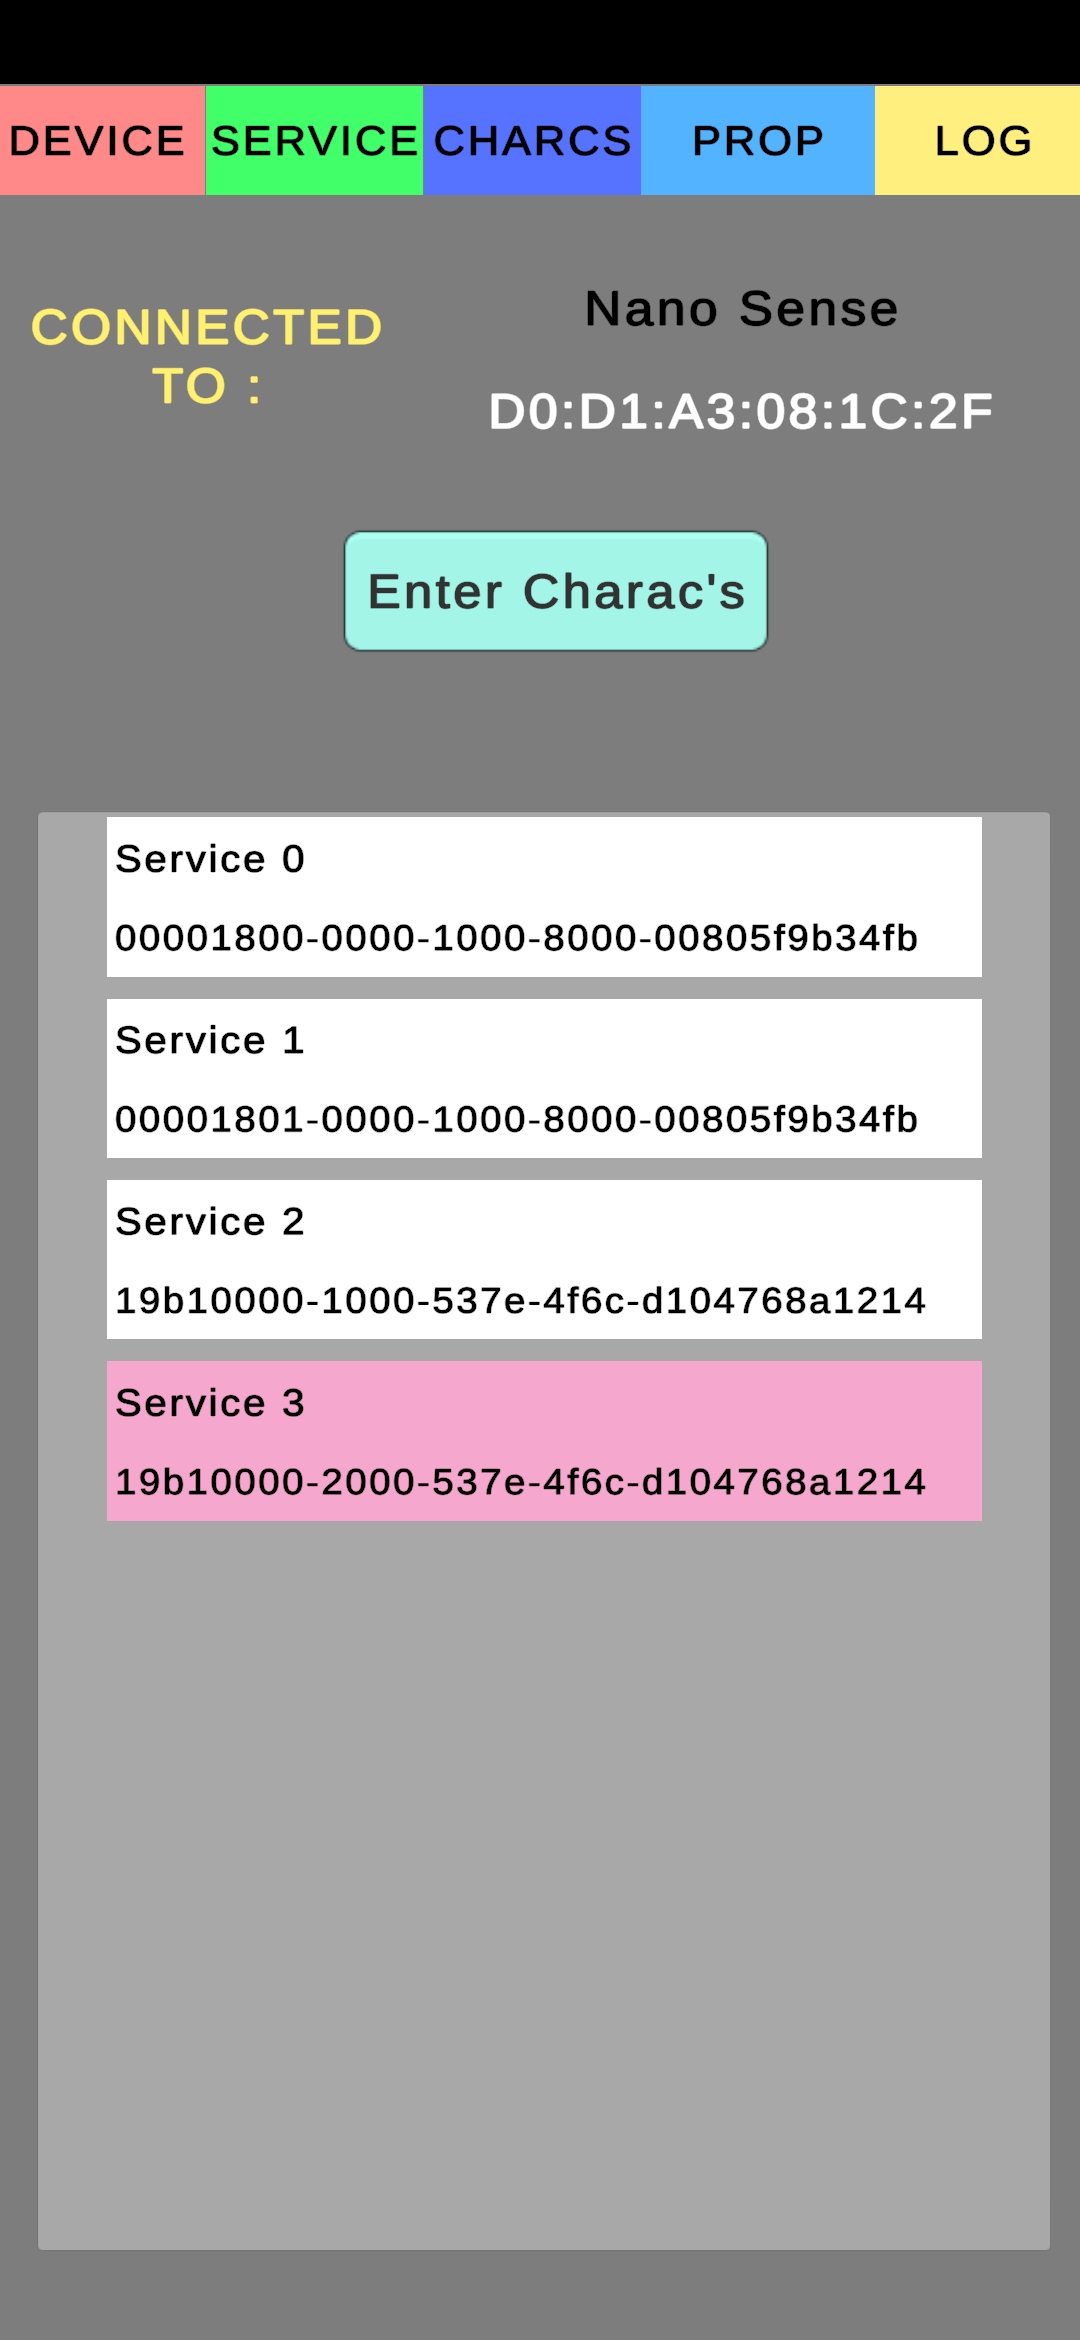 DEVICE SERVICE CHARCS PROP LOG
CONNECTED
TO :
Nano Sense
D0:D1:A3:08:1C:2F
Enter Charac's
Service 0
00001800-0000-1000-8000-00805f9b34fb
Service 1
00001801-0000-1000-8000-00805f9b34fb
Service 2
19b10000-1000-537e-4f6c-d104768a1214
Service 3
19b10000-2000-537e-4f6c-d104768a1214